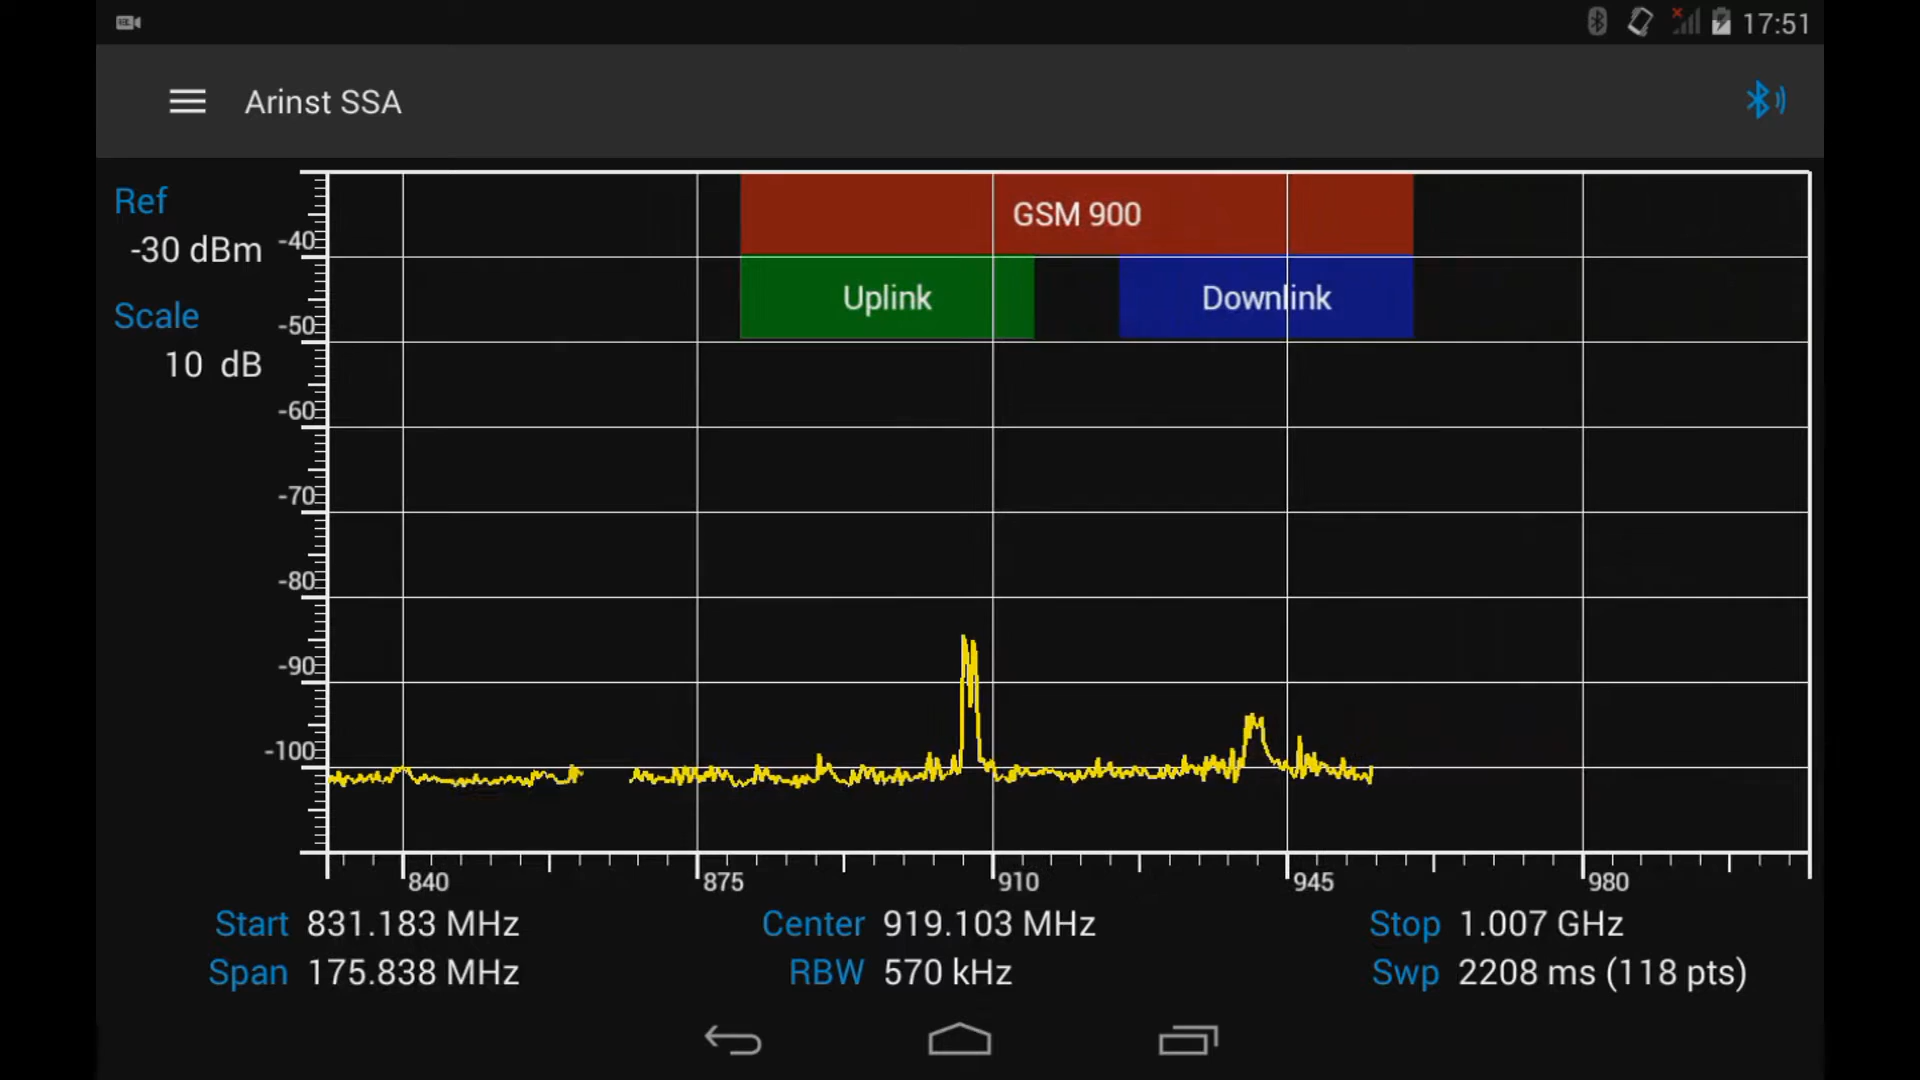 17:51
Arinst SSA
Ref
-30 dBm
Scale
10 dB
-40
-50
-60
-70
-80
-90
-100
GSM 900
Uplink
Downlink
840
875
910
945
980
Start 831.183 MHz
Center 919.103 MHz
Stop 1.007 GHz
Span 175.838 MHz
RBW 570 kHz
Swp 2208 ms (118 pts)